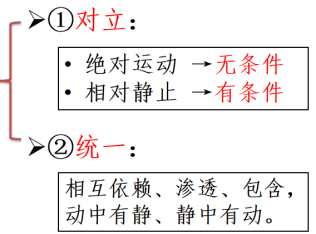 ➢①对立：
• 绝对运动 →无条件
• 相对静止 →有条件
➢②统一：
相互依赖、渗透、包含，
动中有静、静中有动。